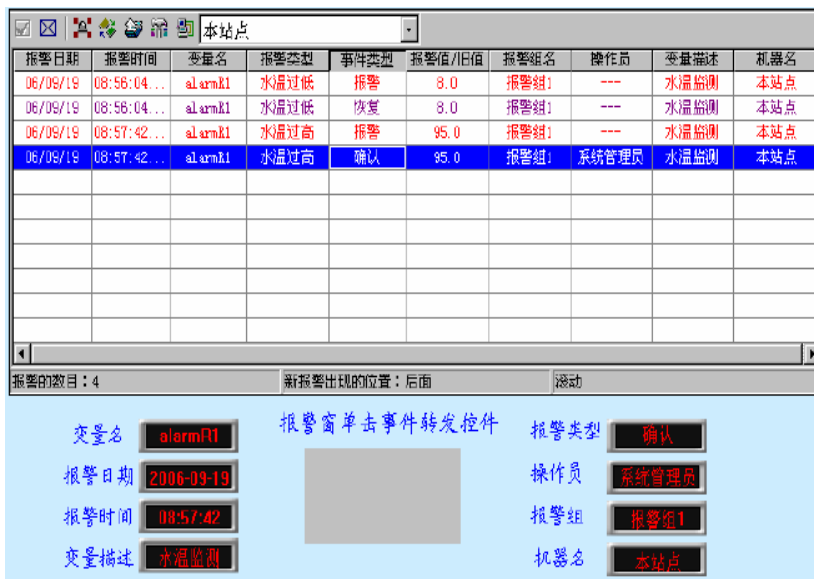 本站点
报警日期 报警时间 变量名 报警类型 事件类型 报警值/旧值 报警组名 操作员 变量描述 机器名
06/09/19 08:56:04... alarmR1 水温过低 报警 8.0 报警组1 --- 水温监测 本站点
06/09/19 08:56:04... alarmR1 水温过低 恢复 8.0 报警组1 --- 水温监测 本站点
06/09/19 08:57:42... alarmR1 水温过高 报警 95.0 报警组1 --- 水温监测 本站点
06/09/19 08:57:42... alarmR1 水温过高 确认 95.0 报警组1 系统管理员 水温监测 本站点
报警的数目：4 新报警出现的位置：后面 滚动
报警窗单击事件转发控件
变量名 alarmR1
报警日期 2006-09-19
报警时间 08:57:42
变量描述 水温监测
报警类型 确认
操作员 系统管理员
报警组 报警组1
机器名 本站点